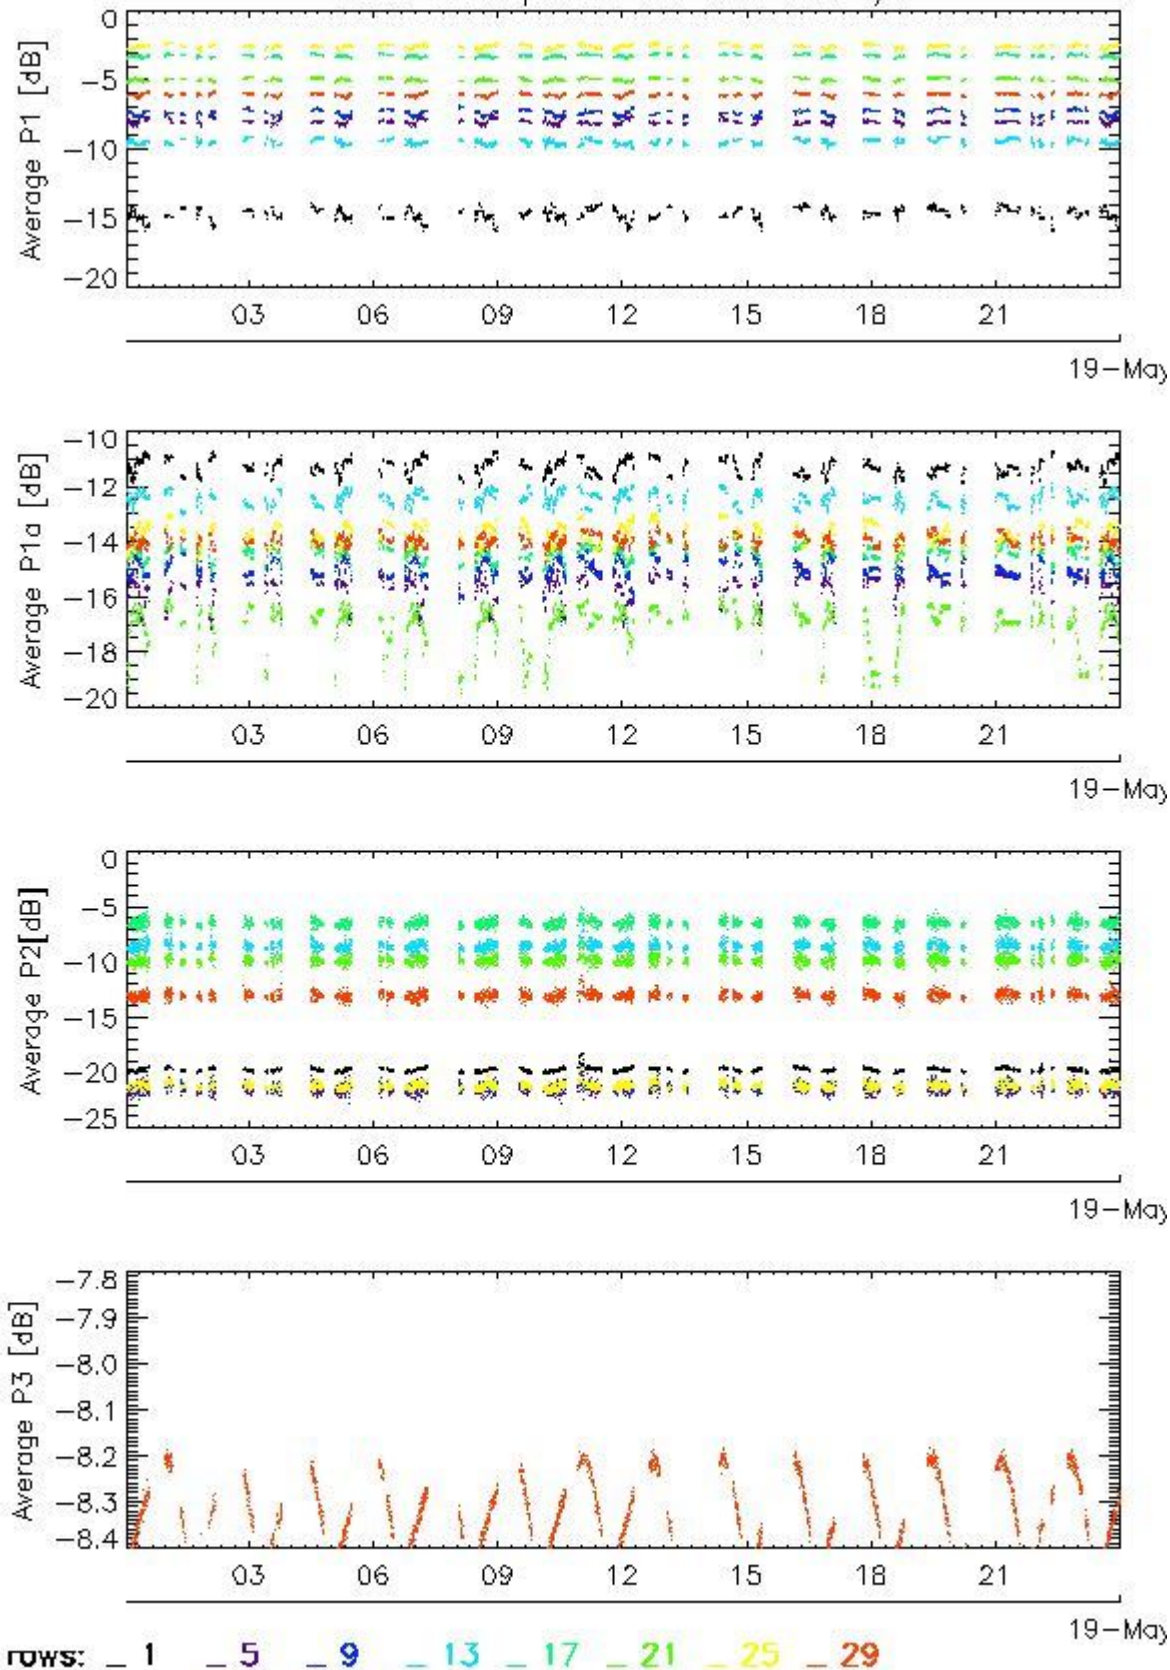 Average P1 [dB]
0
−5
−10
−15
−20
03 06 09 12 15 18 21
19−May
Average P1a [dB]
−10
−12
−14
−16
−18
−20
03 06 09 12 15 18 21
19−May
Average P2[dB]
0
−5
−10
−15
−20
−25
03 06 09 12 15 18 21
19−May
Average P3 [dB]
−7.8
−7.9
−8.0
−8.1
−8.2
−8.3
−8.4
03 06 09 12 15 18 21
19−May
rows: _ 1 _ 5 _ 9 _ 13 _ 17 _ 21 _ 25 _ 29